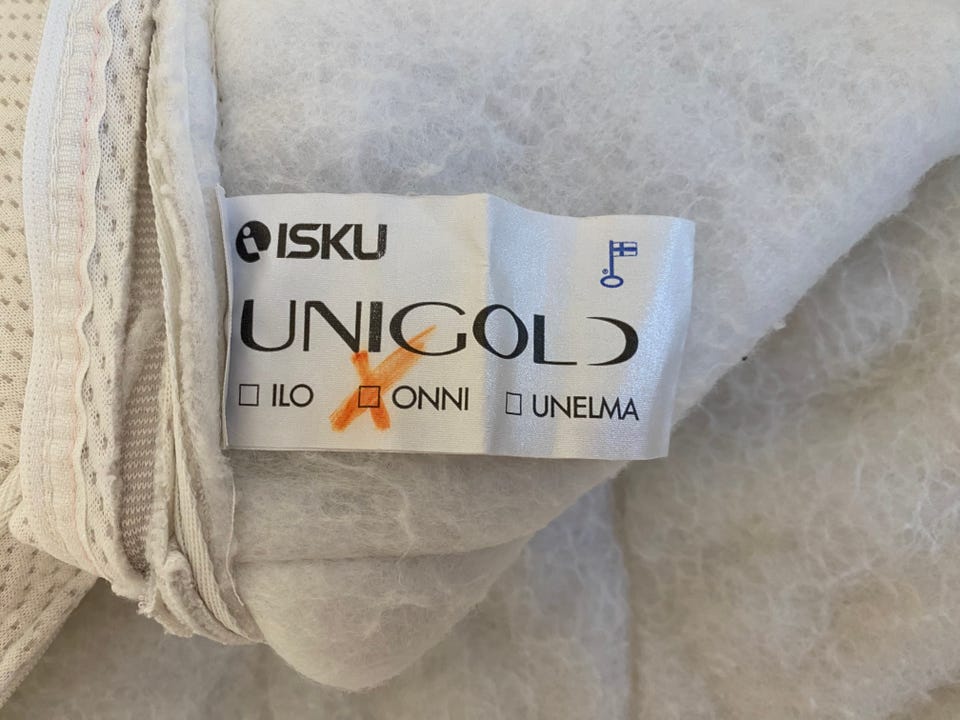 ISKU
UNIGOLD
☐ ILO ☒ ONNI ☐ UNELMA